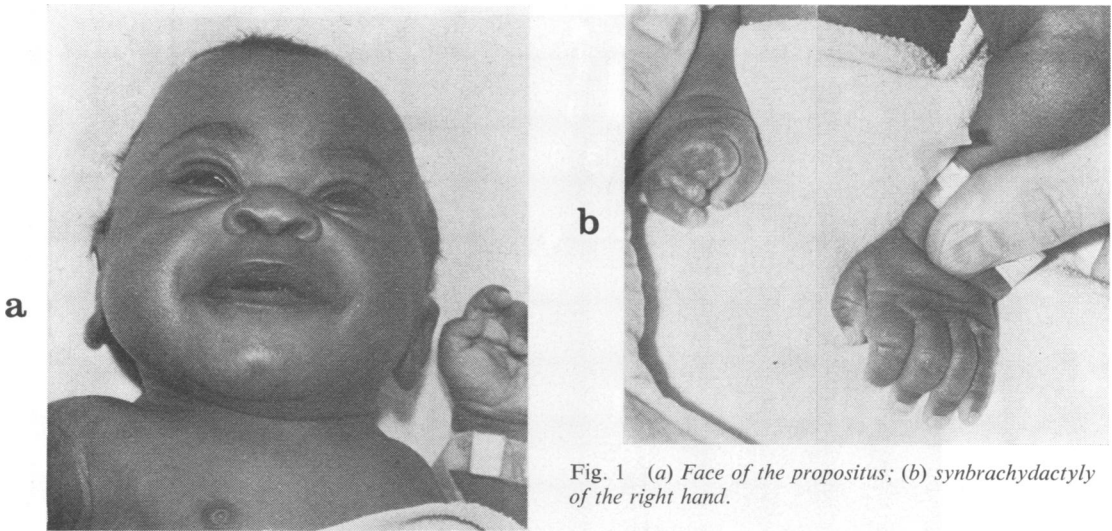 a
b
Fig. 1 (a) Face of the propositus; (b) synbrachydactyly
of the right hand.